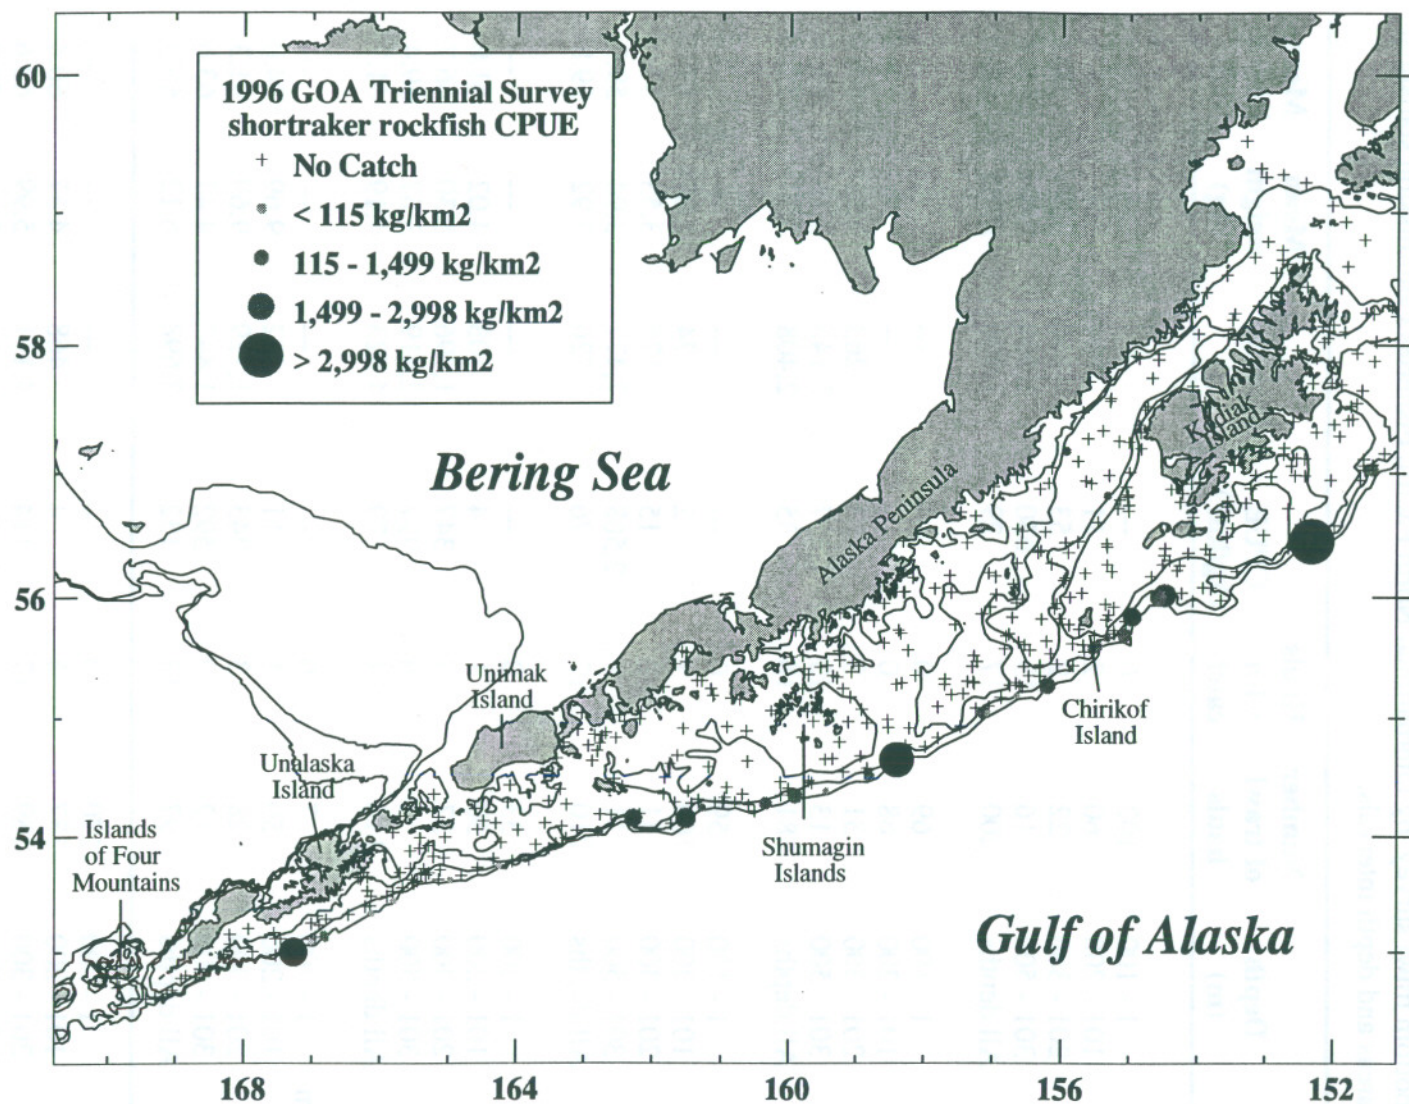 1996 GOA Triennial Survey
shortraker rockfish CPUE
+ No Catch
< 115 kg/km2
115 - 1,499 kg/km2
1,499 - 2,998 kg/km2
> 2,998 kg/km2
60
58
56
54
Bering Sea
Kodiak
Island
Alaska Peninsula
Unimak
Island
Unalaska
Island
Islands
of Four
Mountains
Chirikof
Island
Shumagin
Islands
Gulf of Alaska
168
164
160
156
152